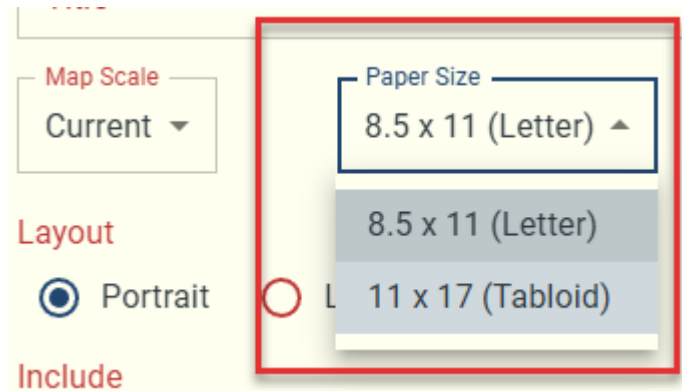 Map Scale
Current
Paper Size
8.5 x 11 (Letter)
8.5 x 11 (Letter)
11 x 17 (Tabloid)
Layout
Portrait
L
Include